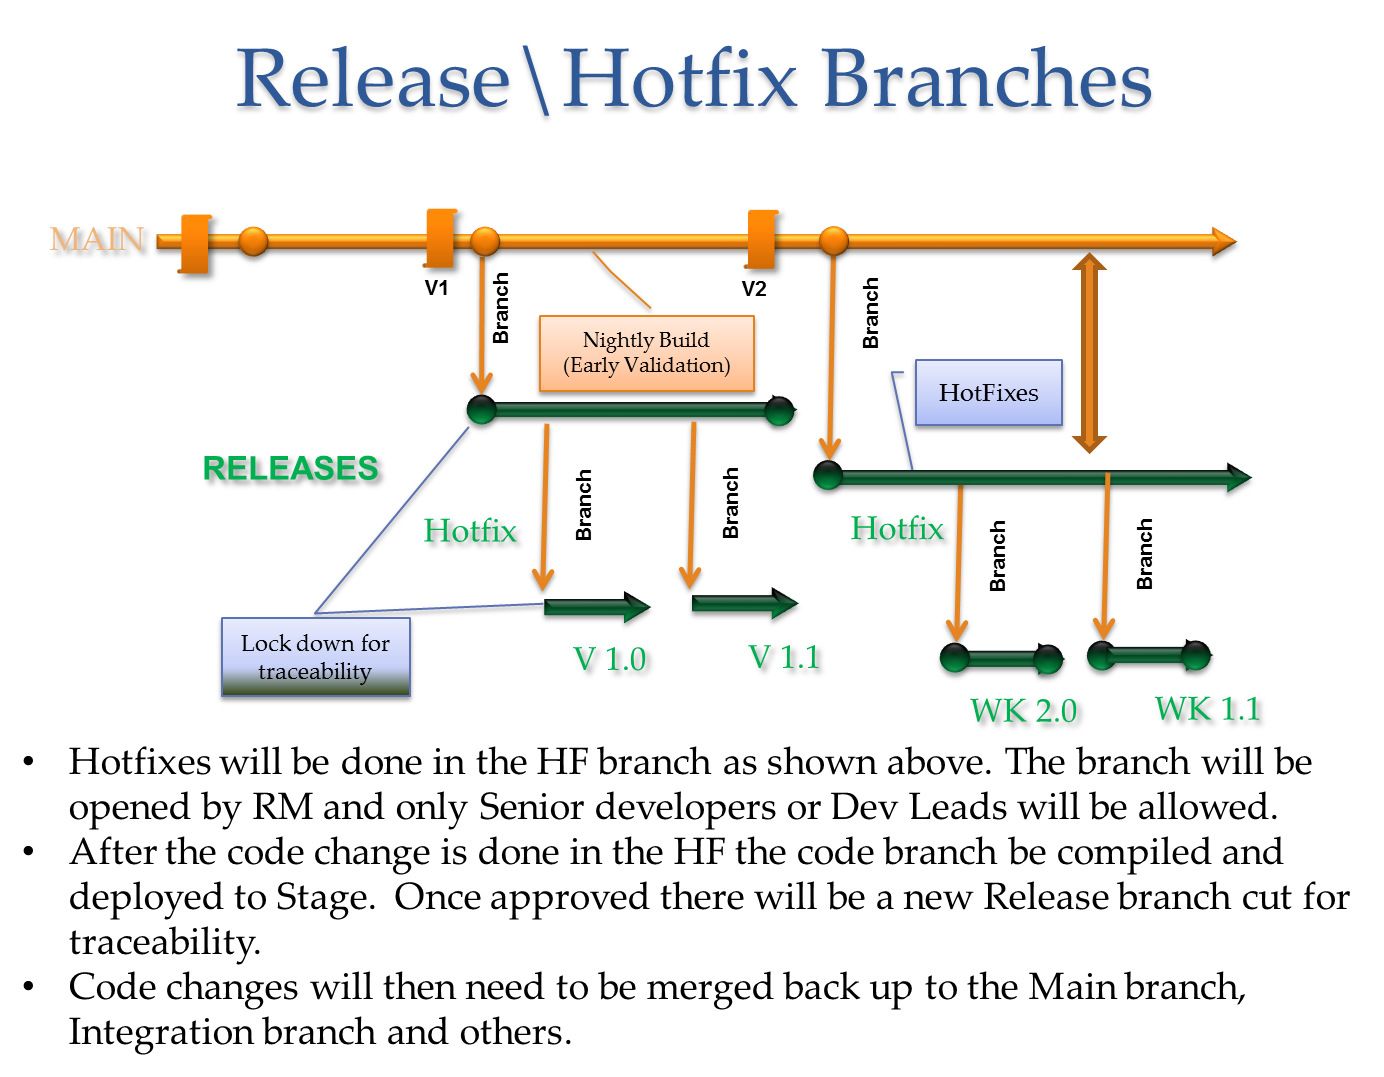 Release\Hotfix Branches
MAIN
V1
V2
Branch
Branch
Nightly Build
(Early Validation)
HotFixes
RELEASES
Hotfix
Branch
Branch
Hotfix
Branch
Branch
Lock down for
traceability
V 1.0
V 1.1
WK 2.0
WK 1.1
• Hotfixes will be done in the HF branch as shown above. The branch will be
opened by RM and only Senior developers or Dev Leads will be allowed.
• After the code change is done in the HF the code branch be compiled and
deployed to Stage.  Once approved there will be a new Release branch cut for
traceability.
• Code changes will then need to be merged back up to the Main branch,
Integration branch and others.